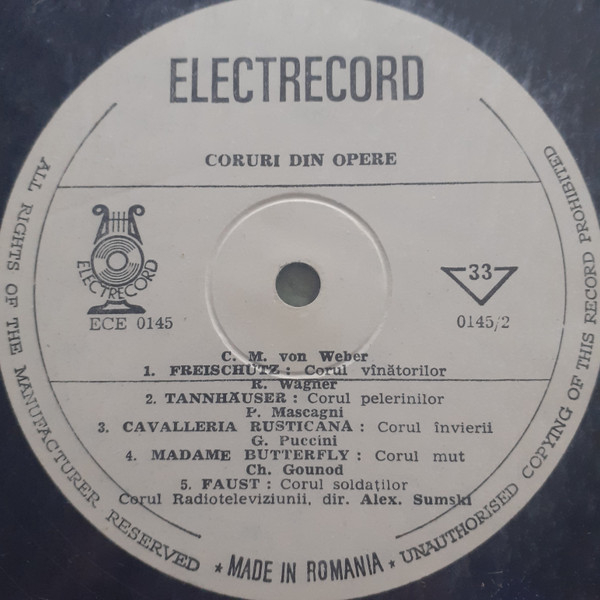 ELECTRECORD
CORURI DIN OPERE
ELECTRECORD
ECE 0145
33
0145/2
C. M. von Weber
1. FREISCHÜTZ : Corul vînătorilor
R. Wagner
2. TANNHÄUSER : Corul pelerinilor
P. Mascagni
3. CAVALLERIA RUSTICANA : Corul învierii
G. Puccini
4. MADAME BUTTERFLY : Corul mut
Ch. Gounod
5. FAUST : Corul soldaților
Corul Radioteleviziunii, dir. Alex. Sumski
ALL RIGHTS OF THE MANUFACTURER RESERVED ★ MADE IN ROMANIA ★ UNAUTHORISED COPYING OF THIS RECORD PROHIBITED